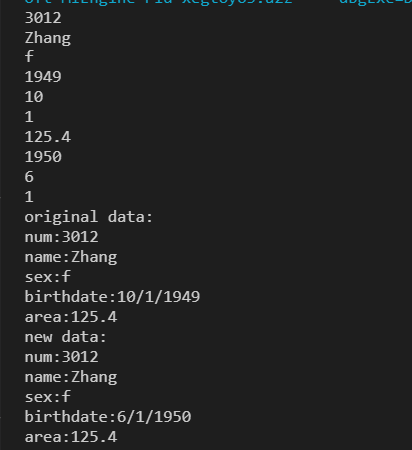 3012
Zhang
f
1949
10
1
125.4
1950
6
1
original data:
num:3012
name:Zhang
sex:f
birthdate:10/1/1949
area:125.4
new data:
num:3012
name:Zhang
sex:f
birthdate:6/1/1950
area:125.4